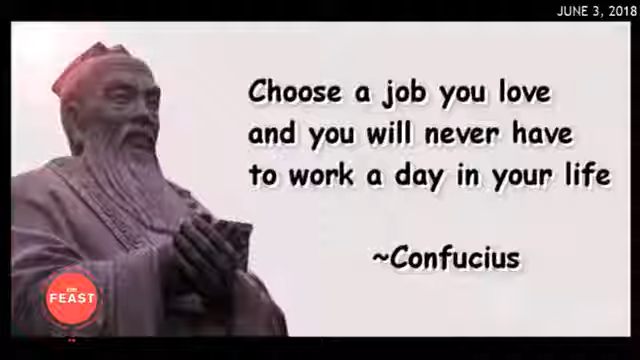 JUNE 3, 2018
Choose a job you love
and you will never have
to work a day in your life
~Confucius
FEAST